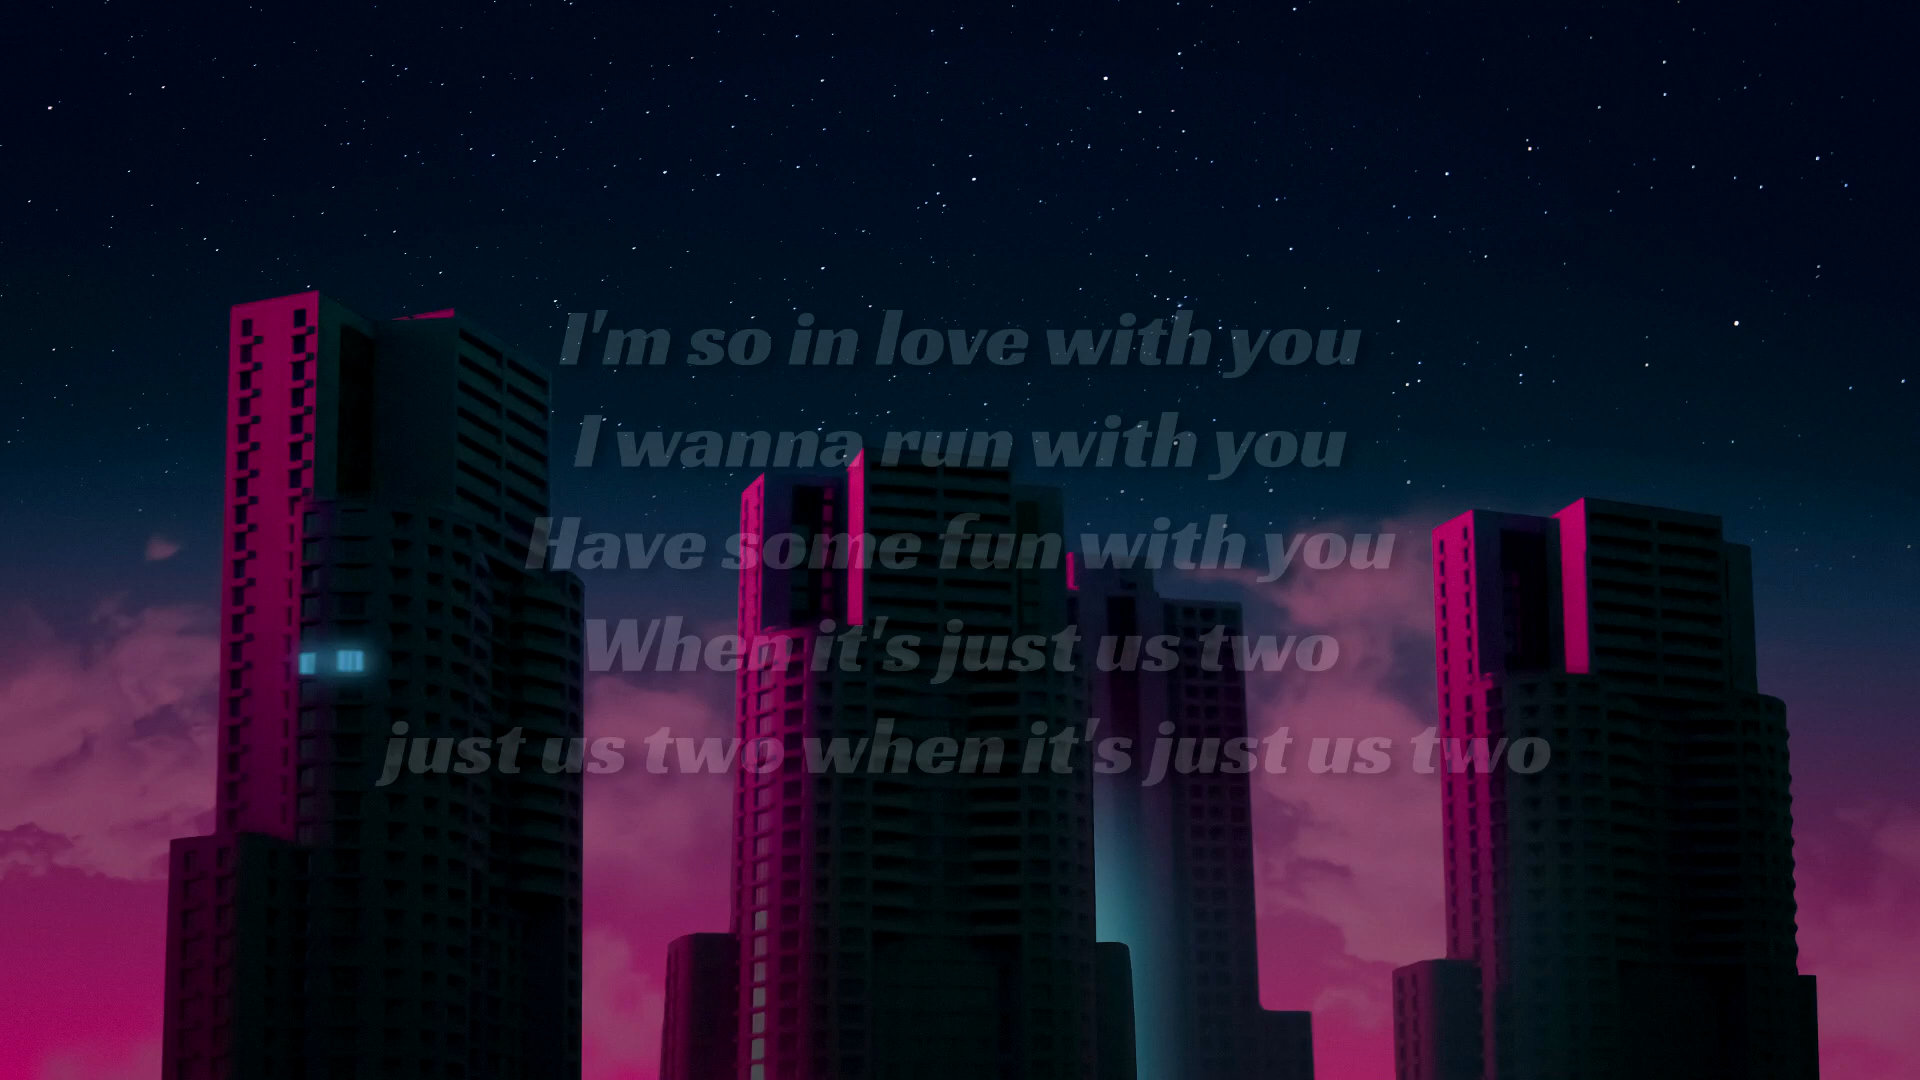 I'm so in love with you
I wanna run with you
Have some fun with you
When it's just us two
just us two when it's just us two